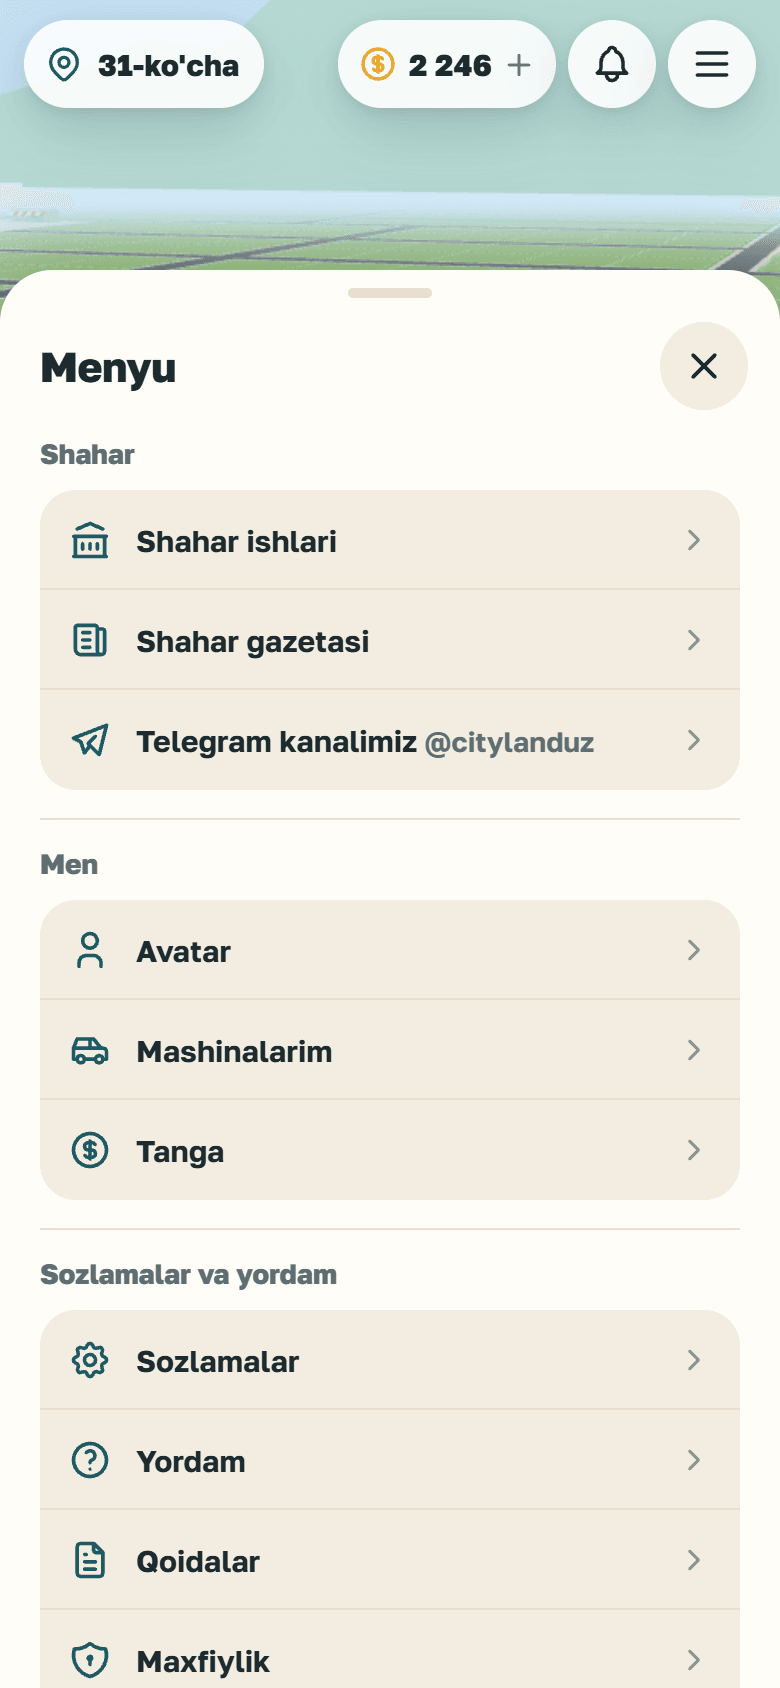 31-ko'cha
2 246
Menyu
Shahar
Shahar ishlari
Shahar gazetasi
Telegram kanalimiz @citylanduz
Men
Avatar
Mashinalarim
Tanga
Sozlamalar va yordam
Sozlamalar
Yordam
Qoidalar
Maxfiylik